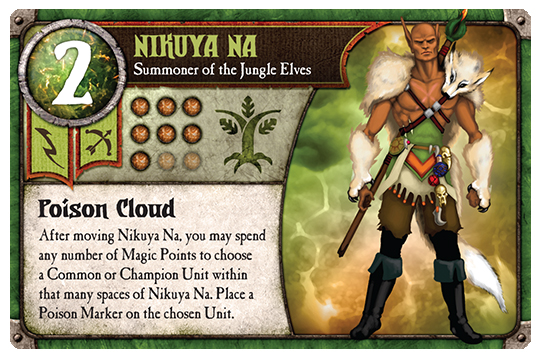 2
NIKUYA NA
Summoner of the Jungle Elves
Poison Cloud
After moving Nikuya Na, you may spend
any number of Magic Points to choose
a Common or Champion Unit within
that many spaces of Nikuya Na. Place a
Poison Marker on the chosen Unit.